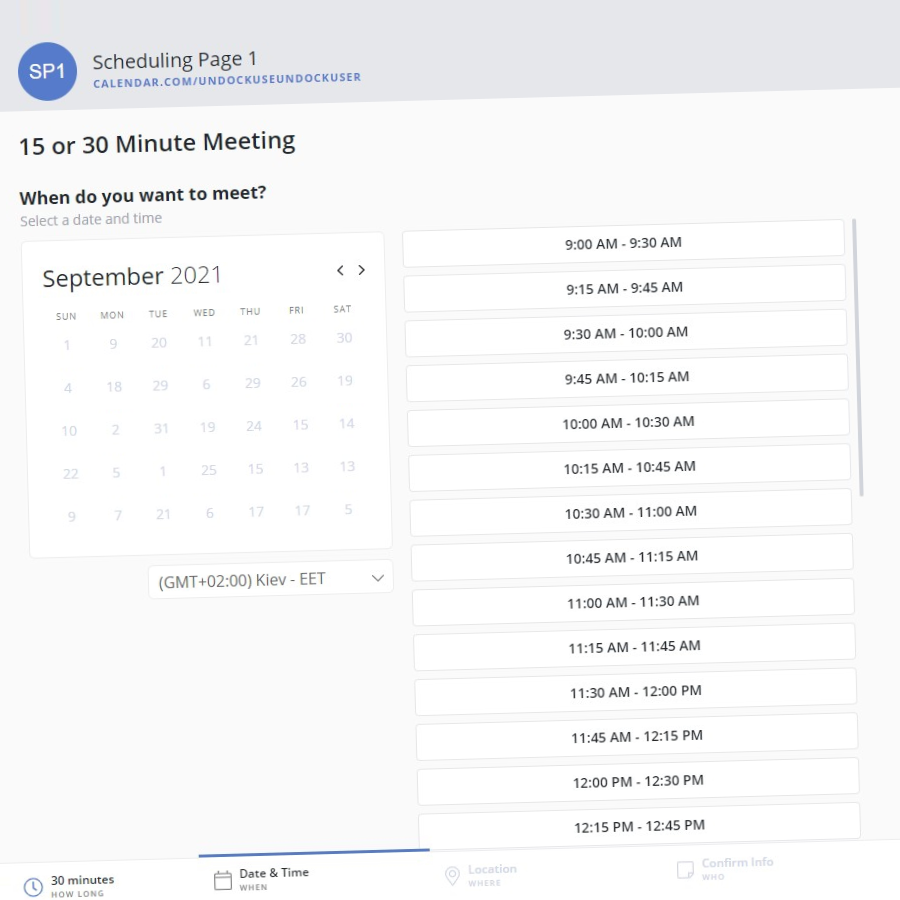 SP1
Scheduling Page 1
CALENDAR.COM/UNDOCKUSEUNDOCKUSER
15 or 30 Minute Meeting
When do you want to meet?
Select a date and time
September 2021
SUN MON TUE WED THU FRI SAT
1 9 20 11 21 28 30
4 18 29 6 29 26 19
10 2 31 19 24 15 14
22 5 1 25 15 13 13
9 7 21 6 17 17 5
(GMT+02:00) Kiev - EET
9:00 AM - 9:30 AM
9:15 AM - 9:45 AM
9:30 AM - 10:00 AM
9:45 AM - 10:15 AM
10:00 AM - 10:30 AM
10:15 AM - 10:45 AM
10:30 AM - 11:00 AM
10:45 AM - 11:15 AM
11:00 AM - 11:30 AM
11:15 AM - 11:45 AM
11:30 AM - 12:00 PM
11:45 AM - 12:15 PM
12:00 PM - 12:30 PM
12:15 PM - 12:45 PM
30 minutes
HOW LONG
Date & Time
WHEN
Location
WHERE
Confirm Info
WHO